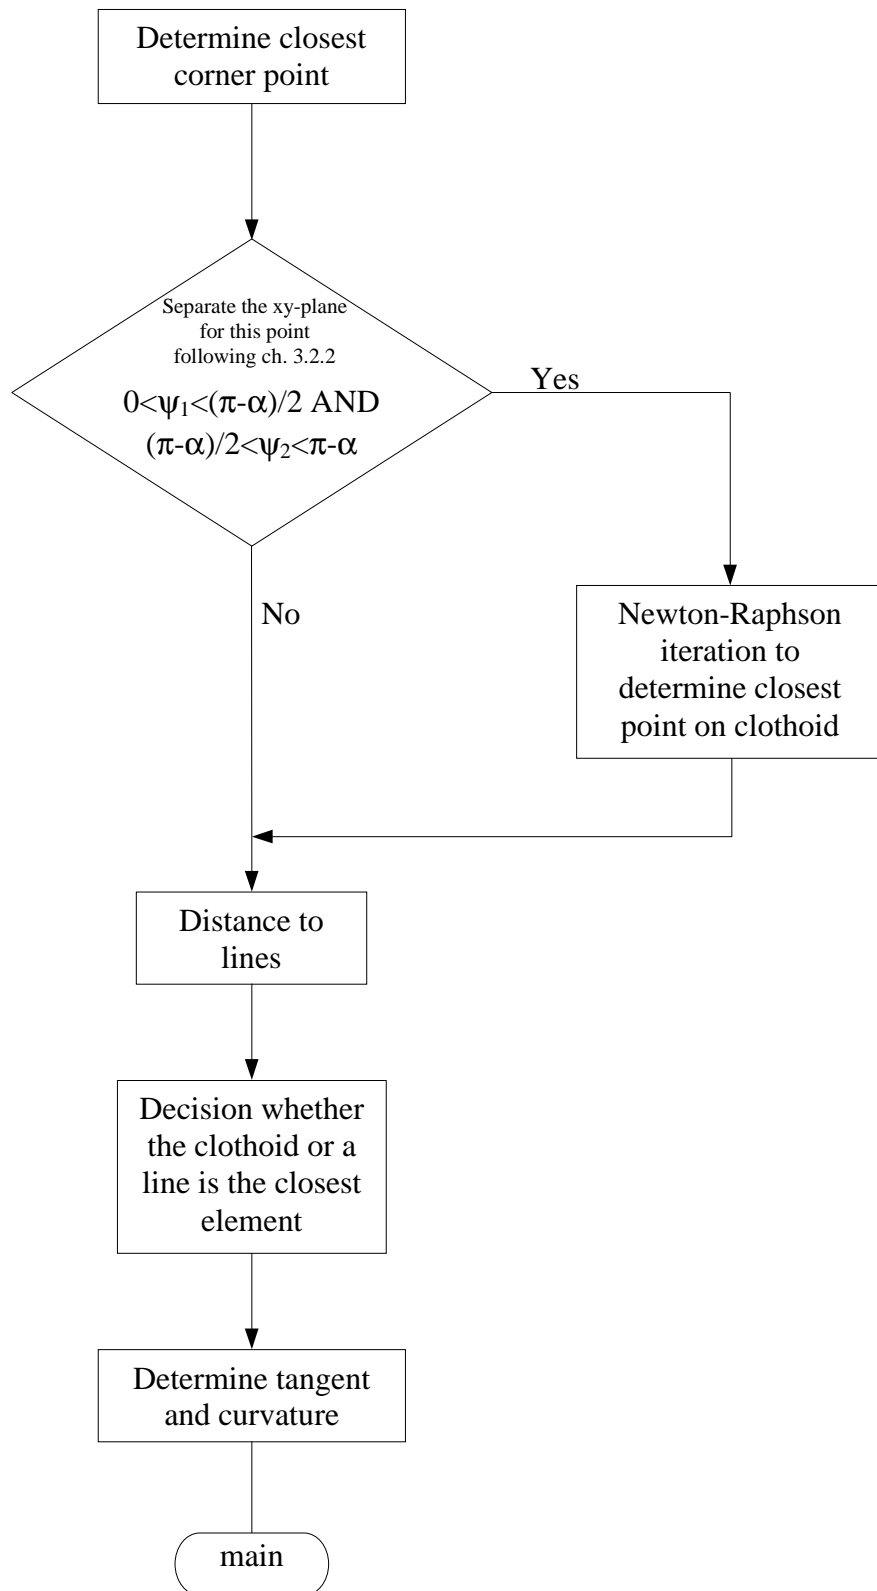 Determine closest
corner point
Separate the xy-plane
for this point
following ch. 3.2.2
0<ψ₁<(π-α)/2 AND
(π-α)/2<ψ₂<π-α
Yes
No
Newton-Raphson
iteration to
determine closest
point on clothoid
Distance to
lines
Decision whether
the clothoid or a
line is the closest
element
Determine tangent
and curvature
main